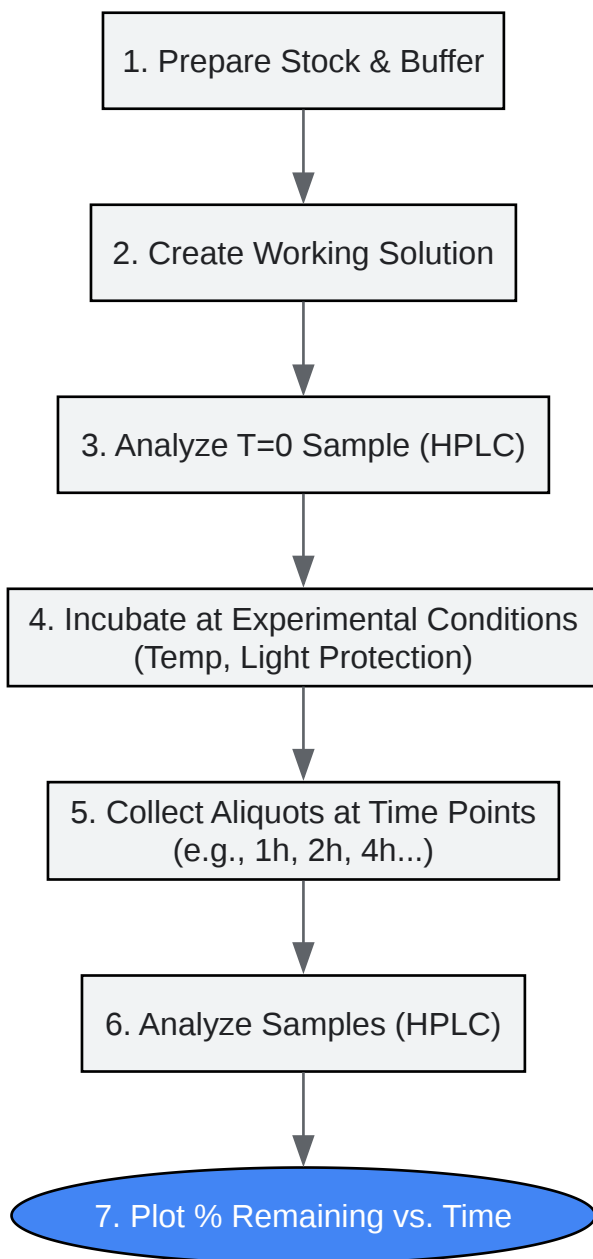 1. Prepare Stock & Buffer
2. Create Working Solution
3. Analyze T=0 Sample (HPLC)
4. Incubate at Experimental Conditions
(Temp, Light Protection)
5. Collect Aliquots at Time Points
(e.g., 1h, 2h, 4h...)
6. Analyze Samples (HPLC)
7. Plot % Remaining vs. Time